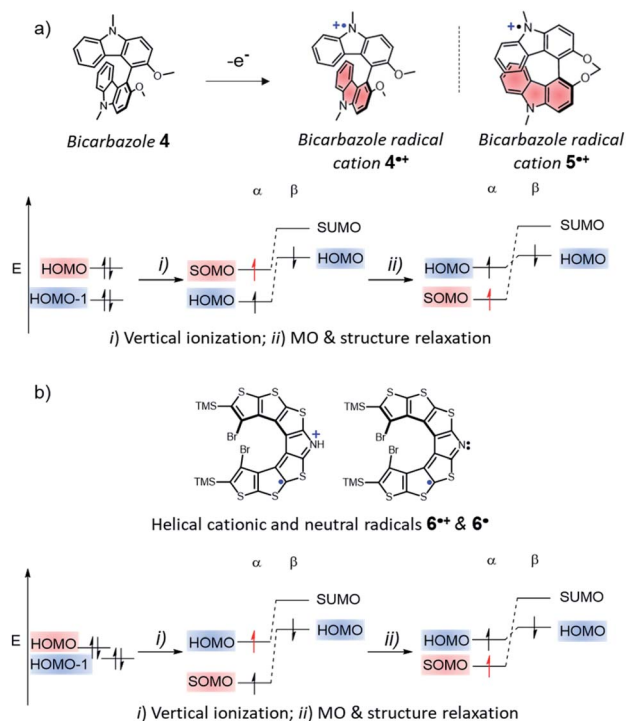 a)
-e-
Bicarbazole 4
Bicarbazole radical
cation 4•+
Bicarbazole radical
cation 5•+
N
O
O
N
N
+•
O
O
N
+•
N
O
O
N
E
HOMO
HOMO-1
i)
α β
SOMO
HOMO
SUMO
HOMO
ii)
α β
HOMO
SOMO
SUMO
HOMO
i) Vertical ionization; ii) MO & structure relaxation
b)
S S S
TMS
Br
Br
TMS
S S S
+
NH
•
S S S
TMS
Br
Br
TMS
S S S
N:
•
Helical cationic and neutral radicals 6•+ & 6•
E
HOMO
HOMO-1
i)
α β
HOMO
SOMO
SUMO
HOMO
ii)
α β
HOMO
SOMO
SUMO
HOMO
i) Vertical ionization; ii) MO & structure relaxation